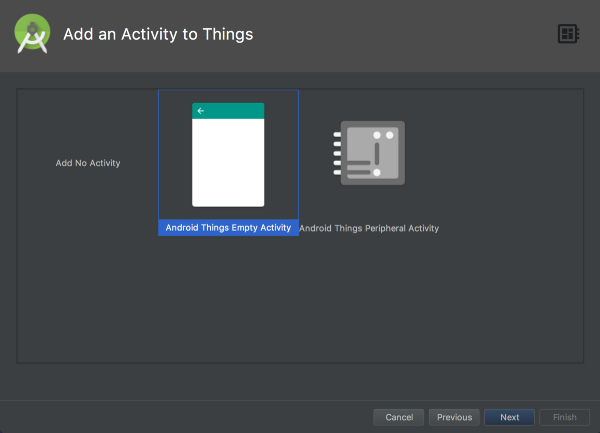 Add an Activity to Things
Add No Activity
Android Things Empty Activity
Android Things Peripheral Activity
Cancel
Previous
Next
Finish